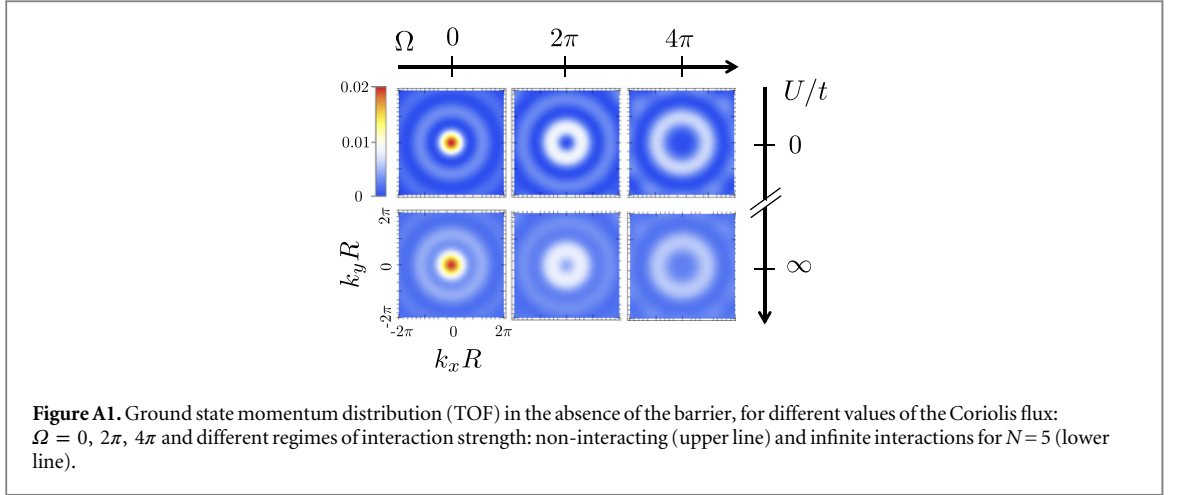 Ω 0 2π 4π
U/t
0.02
0.01
0
0
k_yR
2π
0
-2π
∞
-2π 0 2π
k_xR
Figure A1. Ground state momentum distribution (TOF) in the absence of the barrier, for different values of the Coriolis flux:
Ω = 0, 2π, 4π and different regimes of interaction strength: non-interacting (upper line) and infinite interactions for N = 5 (lower
line).